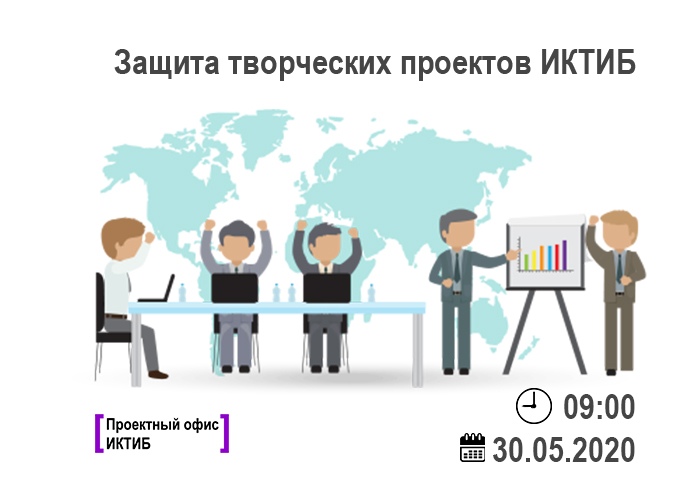 Защита творческих проектов ИКТИБ
09:00
30.05.2020
Проектный офис
ИКТИБ